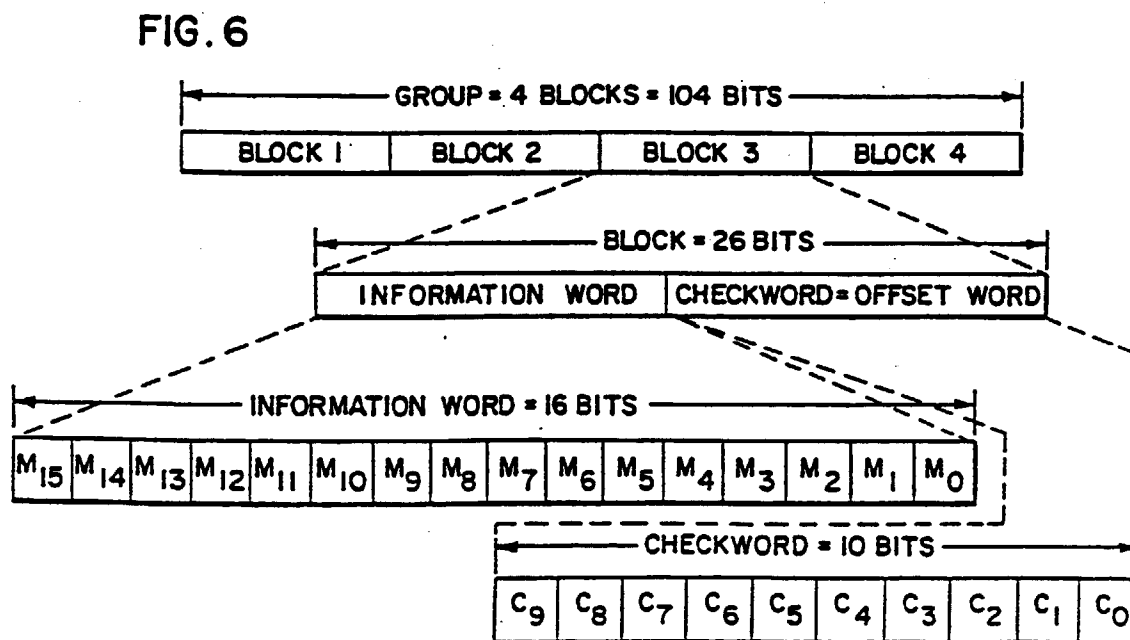 FIG. 6
GROUP = 4 BLOCKS = 104 BITS
BLOCK 1 BLOCK 2 BLOCK 3 BLOCK 4
BLOCK = 26 BITS
INFORMATION WORD CHECKWORD = OFFSET WORD
INFORMATION WORD = 16 BITS
M15 M14 M13 M12 M11 M10 M9 M8 M7 M6 M5 M4 M3 M2 M1 M0
CHECKWORD = 10 BITS
C9 C8 C7 C6 C5 C4 C3 C2 C1 C0